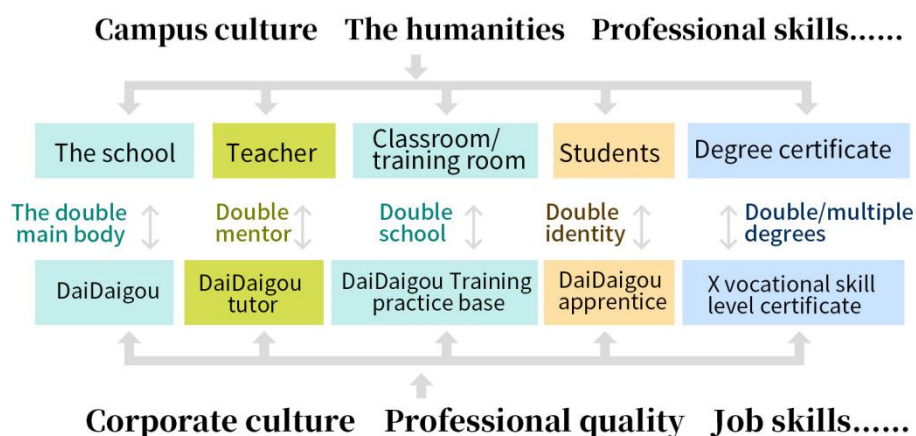 Campus culture The humanities Professional skills......
The school
Teacher
Classroom/
training room
Students
Degree certificate
The double
main body
Double
mentor
Double
school
Double
identity
Double/multiple
degrees
DaiDaigou
DaiDaigou
tutor
DaiDaigou Training
practice base
DaiDaigou
apprentice
X vocational skill
level certificate
Corporate culture Professional quality Job skills......